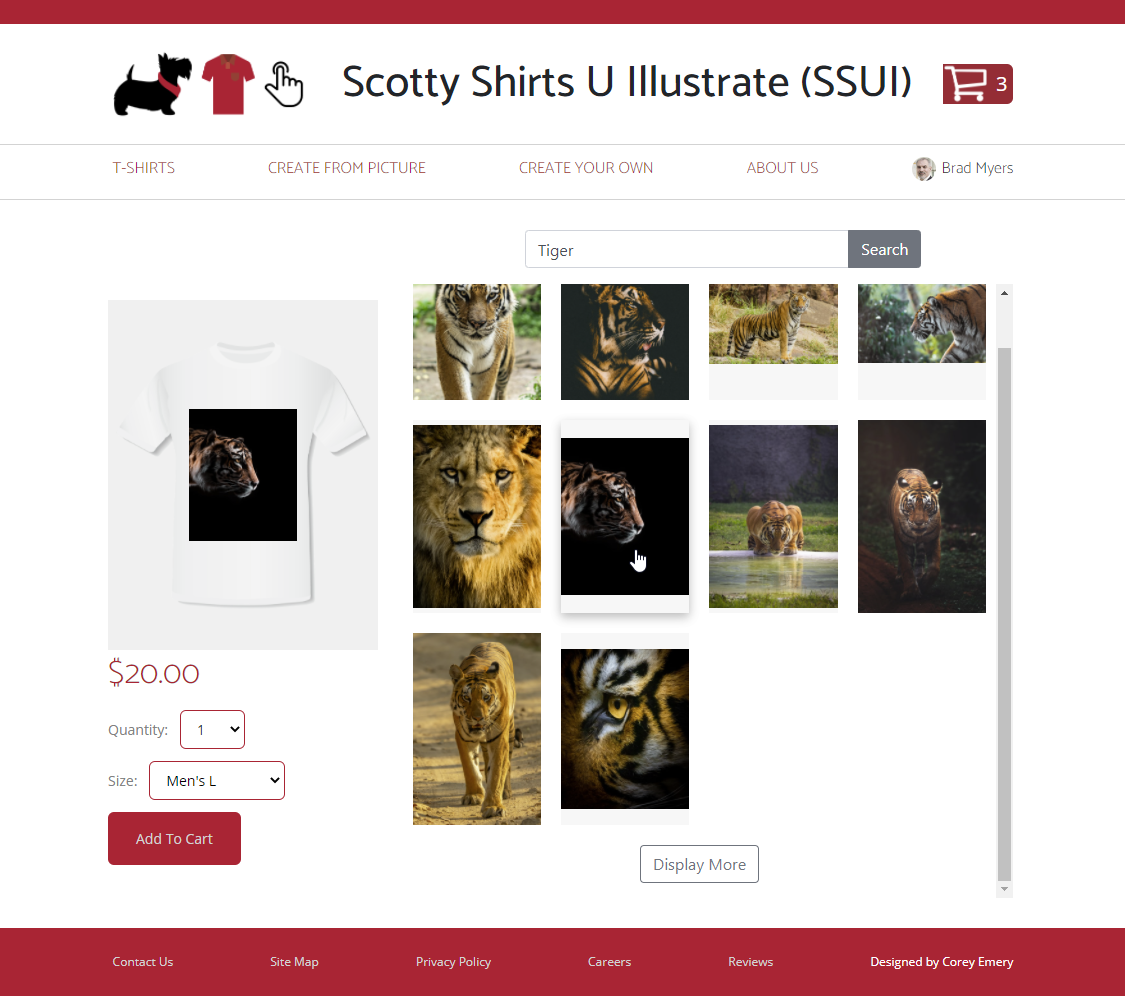 Scotty Shirts U Illustrate (SSUI)
3
T-SHIRTS
CREATE FROM PICTURE
CREATE YOUR OWN
ABOUT US
Brad Myers
Tiger
Search
$20.00
Quantity: 1
Size: Men's L
Add To Cart
Display More
Contact Us
Site Map
Privacy Policy
Careers
Reviews
Designed by Corey Emery